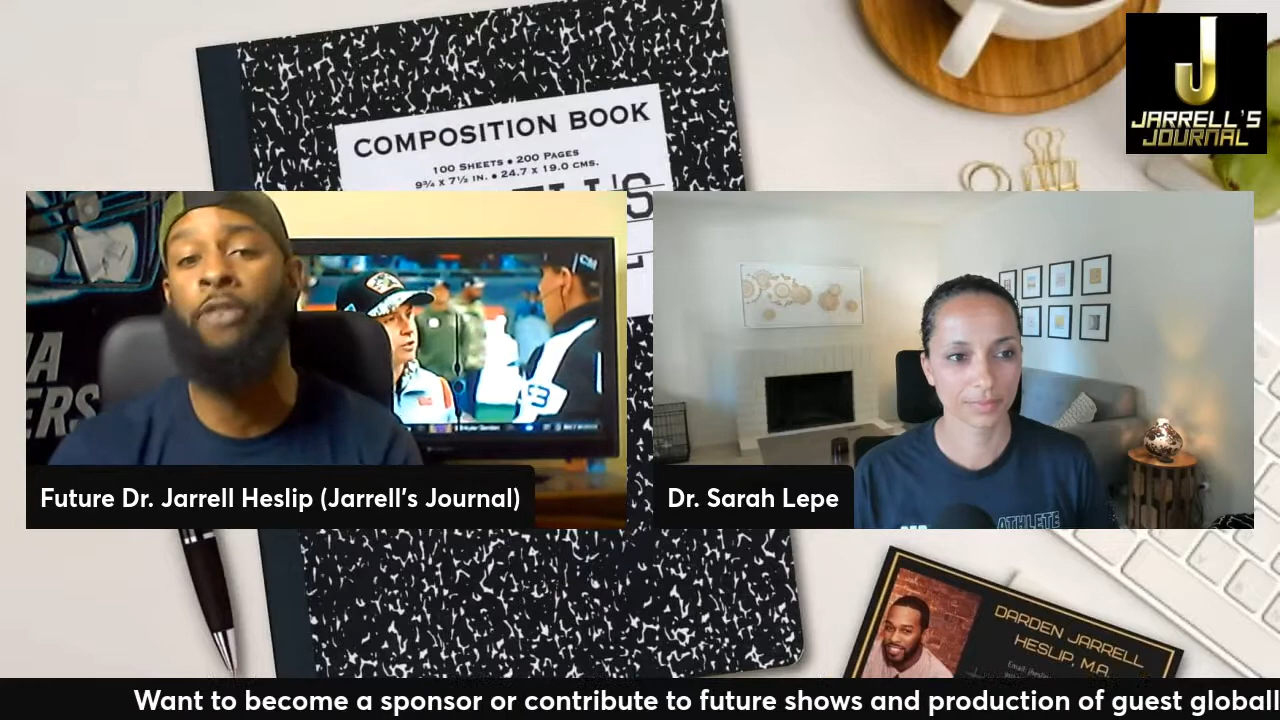 COMPOSITION BOOK
100 SHEETS • 200 PAGES
9¾ X 7½ IN. • 24.7 X 19.0 CMS.
J
JARRELL'S
JOURNAL
Future Dr. Jarrell Heslip (Jarrell's Journal)
Dr. Sarah Lepe
ATHLETE
DARDEN JARRELL
HESLIP, M.A.
Email:
Want to become a sponsor or contribute to future shows and production of guest globall